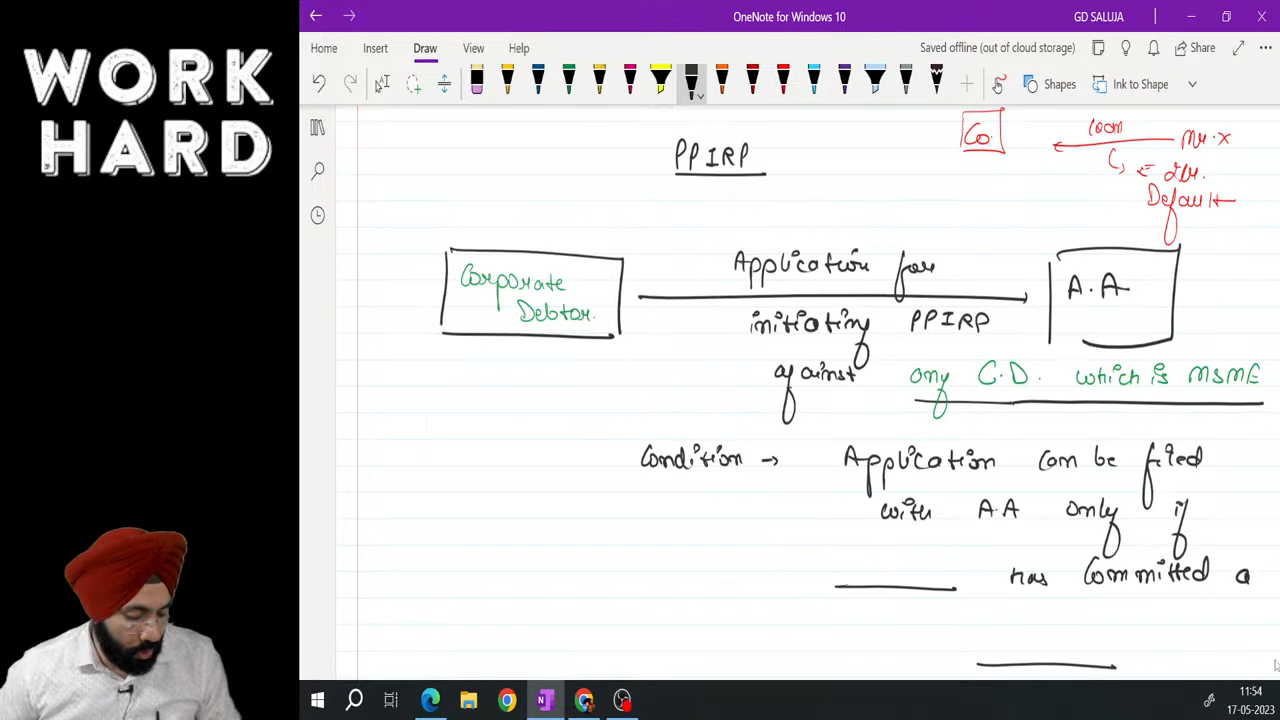 WORK
HARD
OneNote for Windows 10
GD SALUJA
Home
Insert
Draw
View
Help
Saved offline (out of cloud storage)
Share
Shapes
Ink to Shape
PPIRP
Co.
loan
Mr. X
2lr.
Default
Corporate
Debtor.
Application for
initiating PPIRP
A.A
against any C.D. which is MSME
Condition → Application can be filed
with A.A only if
has Committed a
11:54
17-05-2023